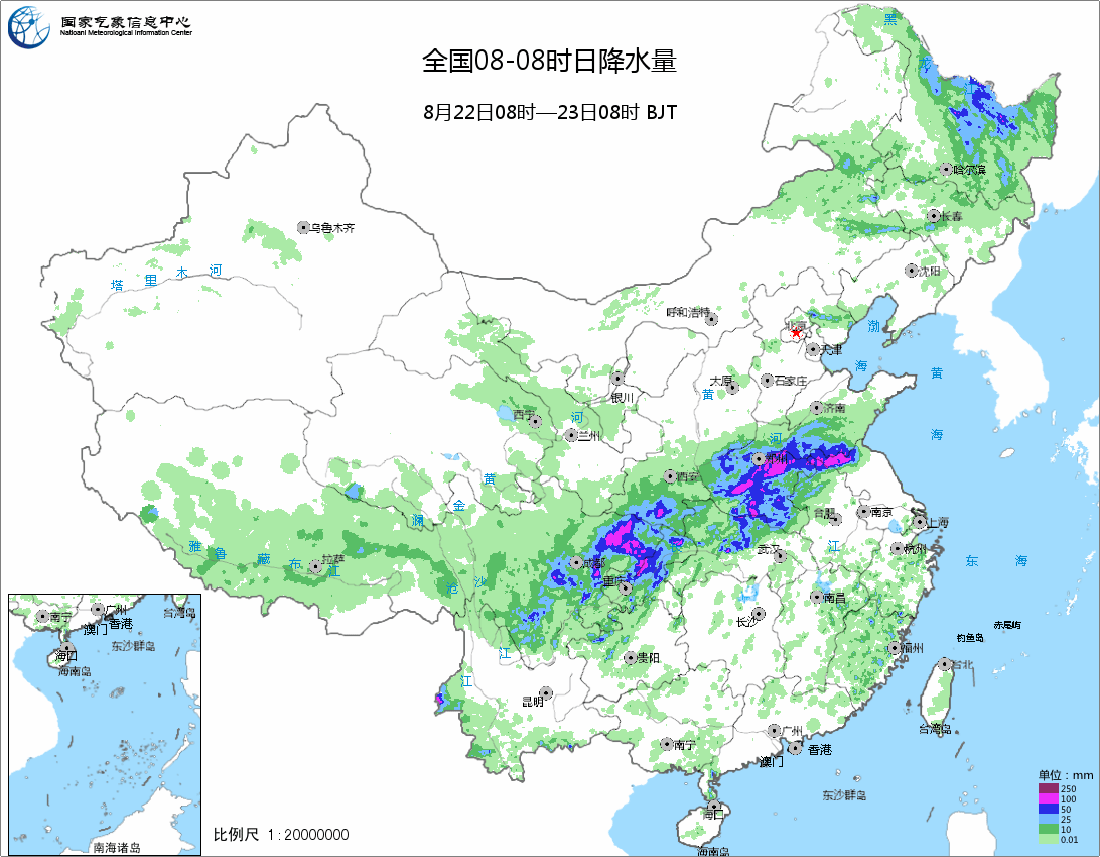 国家气象信息中心
Naitioanl Meteorological Information Center
全国08-08时日降水量
8月22日08时—23日08时 BJT
黑
龙
江
哈尔滨
长春
沈阳
乌鲁木齐
塔 里 木 河
呼和浩特
北京
天津
渤
海
黄
海
银川
太原
石家庄
黄
济南
西宁
河
兰州
河
郑州
西安
黄
金
澜
合肥
南京
上海
雅 鲁 藏 布 江
拉萨
成都
长
武汉
江
杭州
东 海
沧 沙
重庆
南昌
长沙
江
贵阳
福州
钓鱼岛
赤尾屿
台北
江
昆明
台湾岛
南宁
广州
香港
澳门
海口
海南岛
东沙群岛
南宁
广州
香港
澳门
台湾岛
海口
海南岛
东沙群岛
南海诸岛
比例尺 1:20000000
单位：mm
250
100
50
25
10
0.01